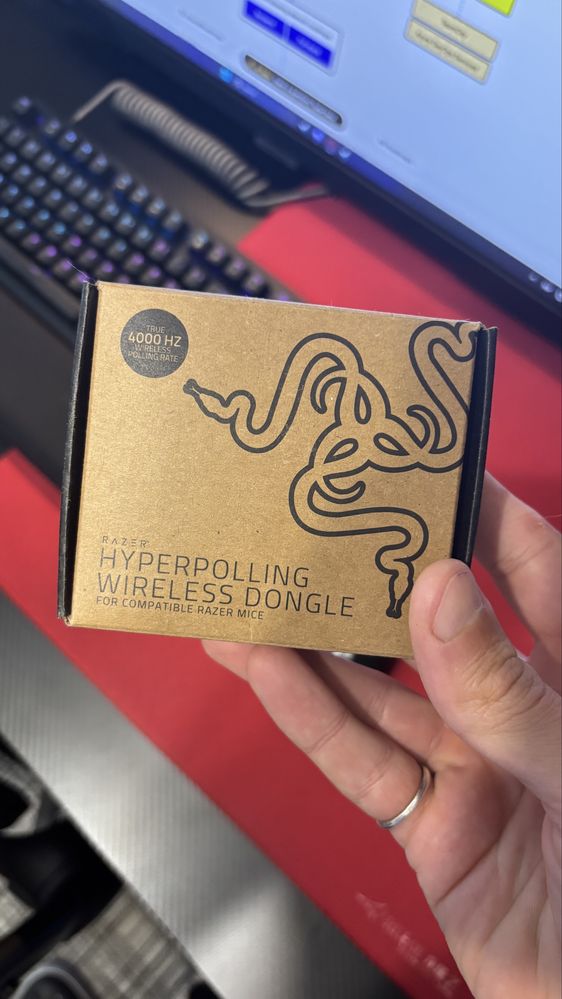 TRUE
4000 HZ
WIRELESS
POLLING RATE
RAZER
HYPERPOLLING
WIRELESS DONGLE
FOR COMPATIBLE RAZER MICE